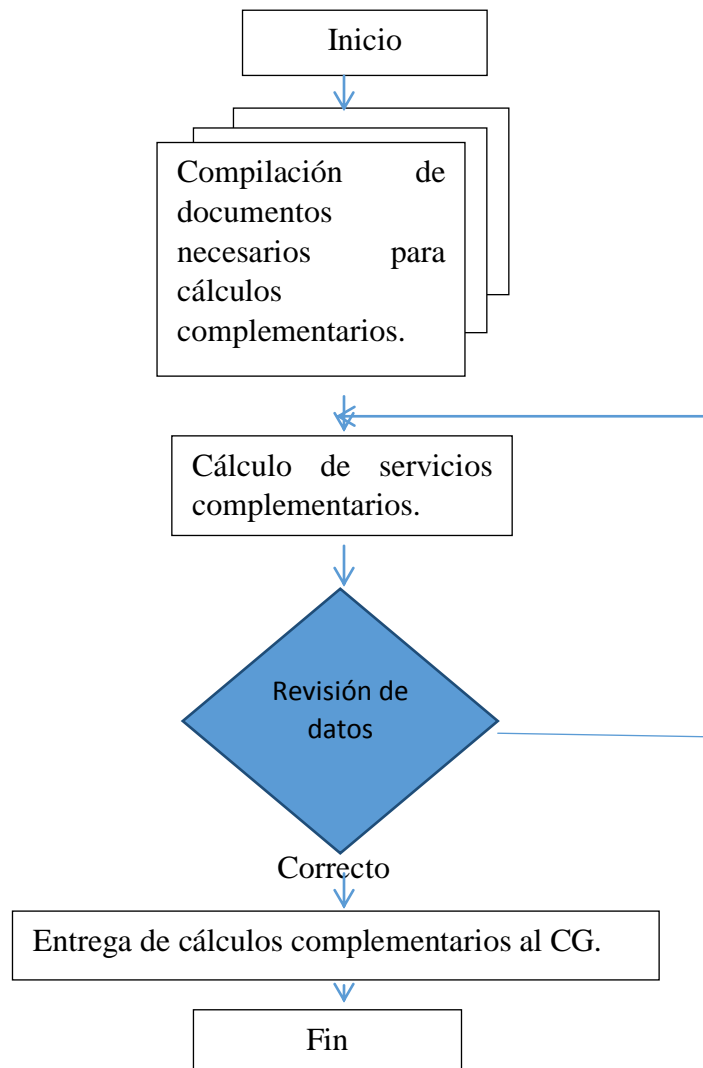 Inicio
Compilación de
documentos
necesarios para
cálculos
complementarios.
Cálculo de servicios
complementarios.
Revisión de
datos
Correcto
Entrega de cálculos complementarios al CG.
Fin